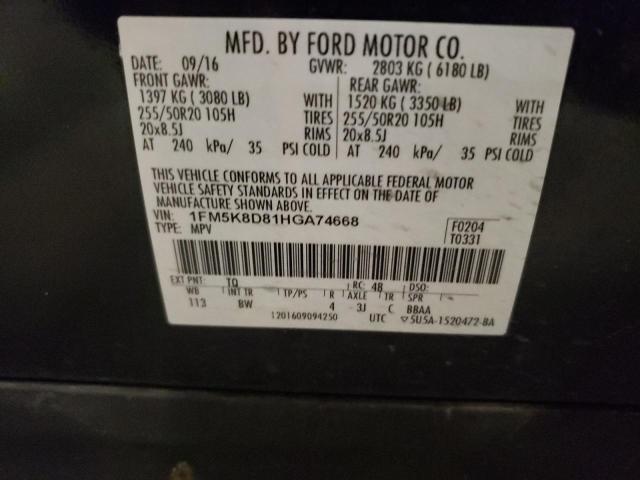 MFD. BY FORD MOTOR CO.
DATE: 09/16 GVWR: 2803 KG ( 6180 LB)
FRONT GAWR: REAR GAWR:
1397 KG ( 3080 LB) WITH 1520 KG ( 3350 LB) WITH
255/50R20 105H TIRES 255/50R20 105H TIRES
20x8.5J RIMS 20x8.5J RIMS
AT 240 kPa/ 35 PSI COLD AT 240 kPa/ 35 PSI COLD
THIS VEHICLE CONFORMS TO ALL APPLICABLE FEDERAL MOTOR
VEHICLE SAFETY STANDARDS IN EFFECT ON THE DATE OF
MANUFACTURE SHOWN ABOVE.
VIN: 1FM5K8D81HGA74668 F0204
TYPE: MPV T0331
EXT PNT: TQ RC: 48 DSO:
WB INT TR TP/PS R AXLE TR SPR
113 BW 4 3J C BBAA
1201609094250 UTC 5U5A-1520472-BA